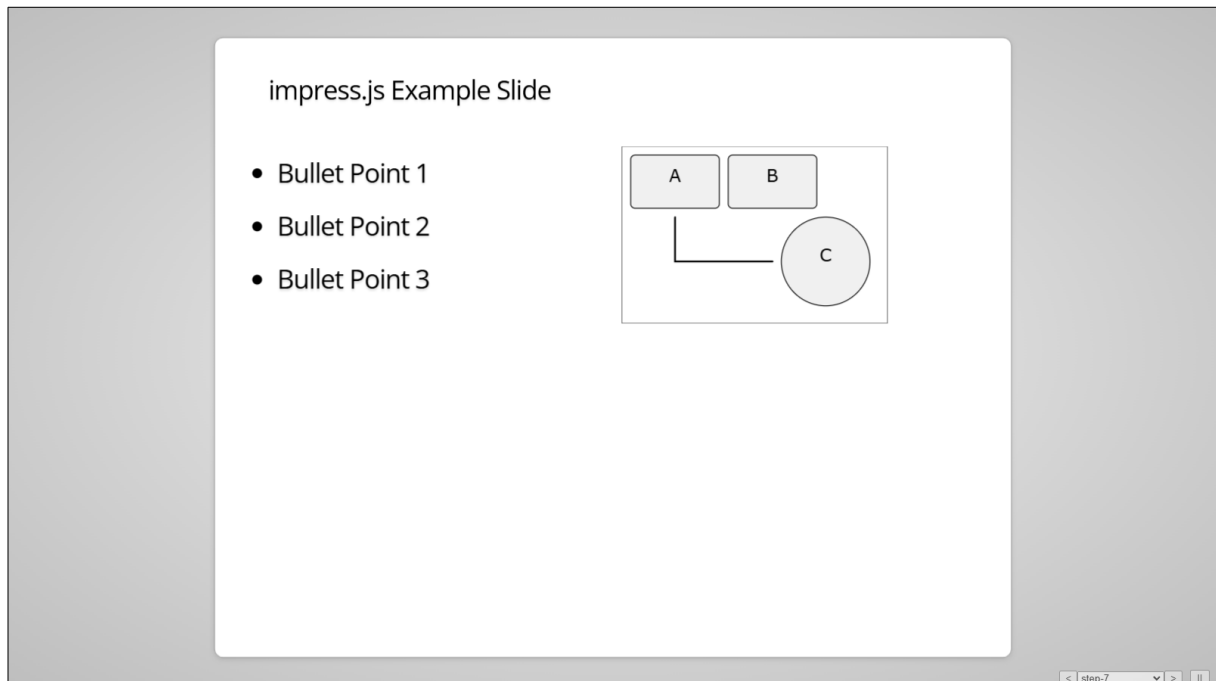 impress.js Example Slide
• Bullet Point 1
• Bullet Point 2
• Bullet Point 3
A B
C
< step-7 > ||